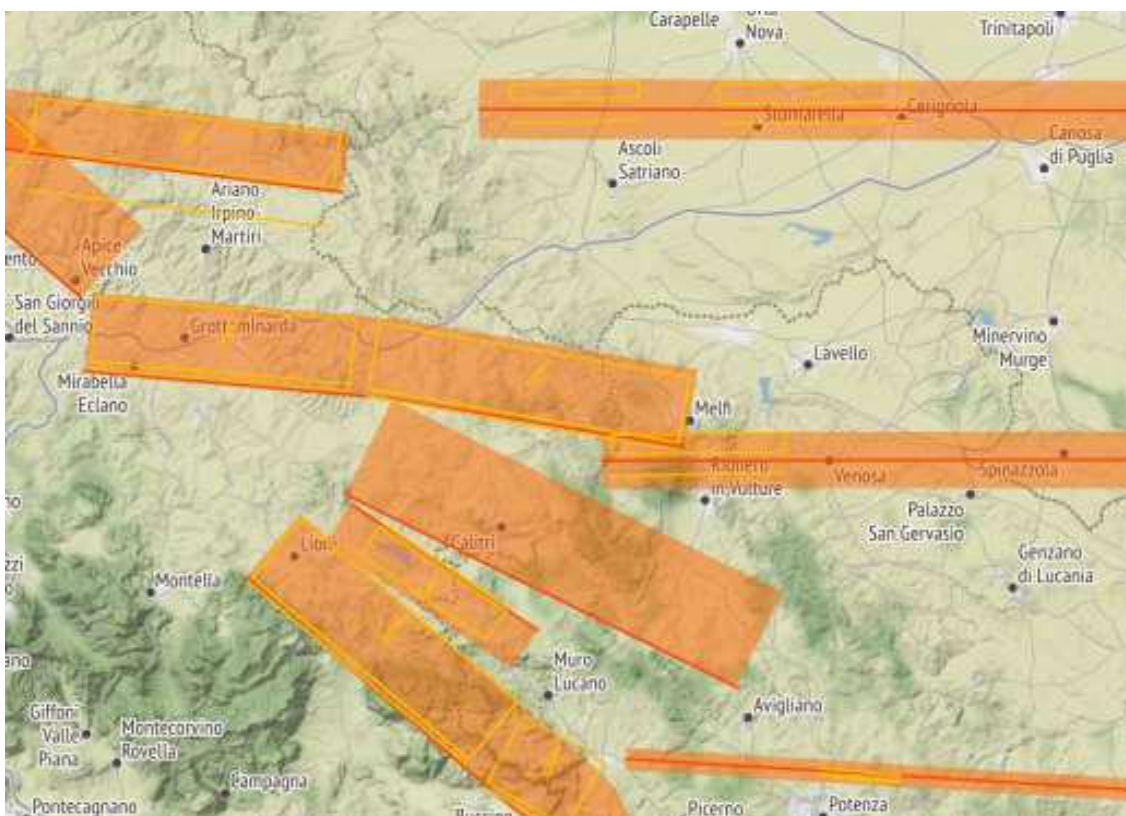 Carapelle
Nova
Trinitapoli
Cerignola
Canosa
di Puglia
Ascoli
Satriano
Ariano
Irpino
Martiri
Apice
Vecchio
San Giorgio
del Sannio
Grottaminarda
Mirabella
Eclano
Lavello
Minervino
Murge
Melfi
Rionero
in Vulture
Venosa
Spinazzola
Palazzo
San Gervasio
Genzano
di Lucania
Lioni
Calitri
Montella
Muro
Lucano
Avigliano
Giffoni
Valle
Piana
Montecorvino
Rovella
Campagna
Pontecagnano
Picerno
Potenza